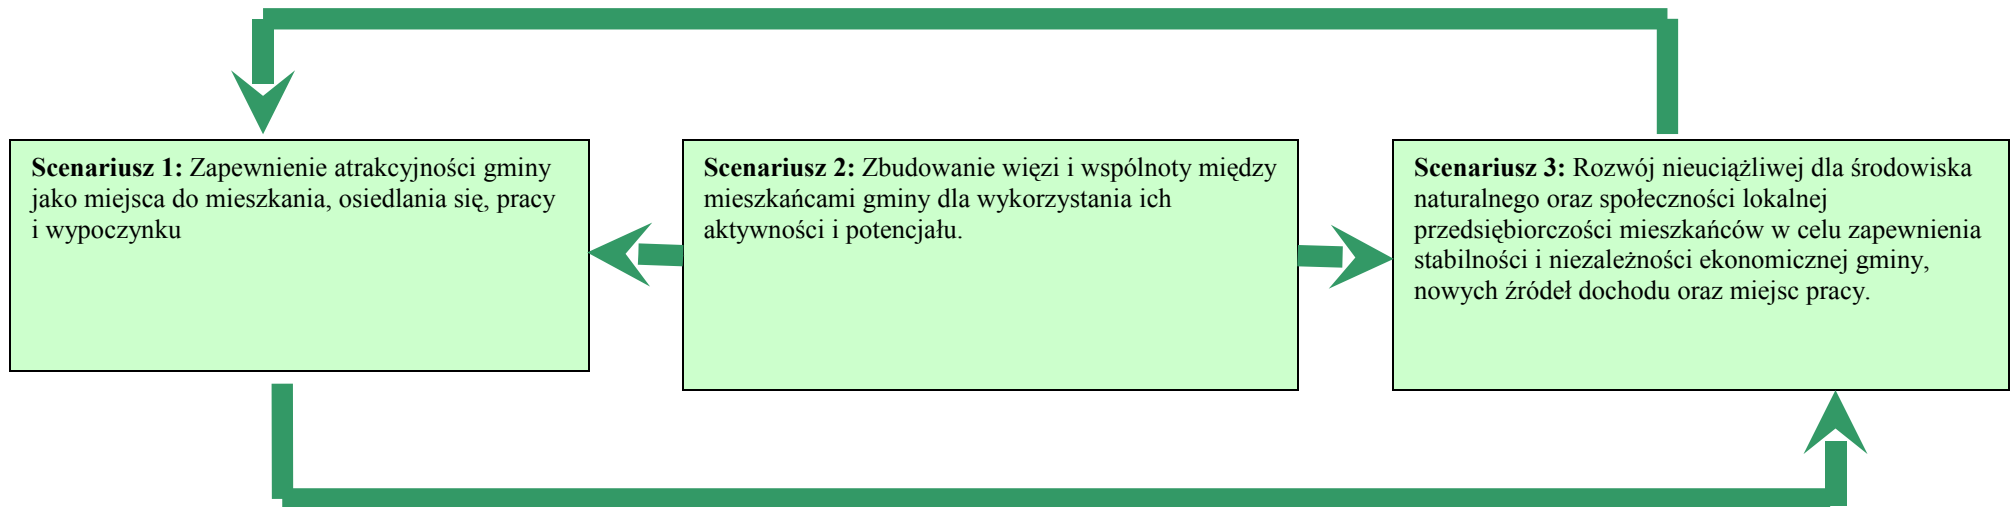 Scenariusz 1: Zapewnienie atrakcyjności gminy
jako miejsca do mieszkania, osiedlania się, pracy
i wypoczynku
Scenariusz 2: Zbudowanie więzi i wspólnoty między
mieszkańcami gminy dla wykorzystania ich
aktywności i potencjału.
Scenariusz 3: Rozwój nieuciążliwej dla środowiska
naturalnego oraz społeczności lokalnej
przedsiębiorczości mieszkańców w celu zapewnienia
stabilności i niezależności ekonomicznej gminy,
nowych źródeł dochodu oraz miejsc pracy.